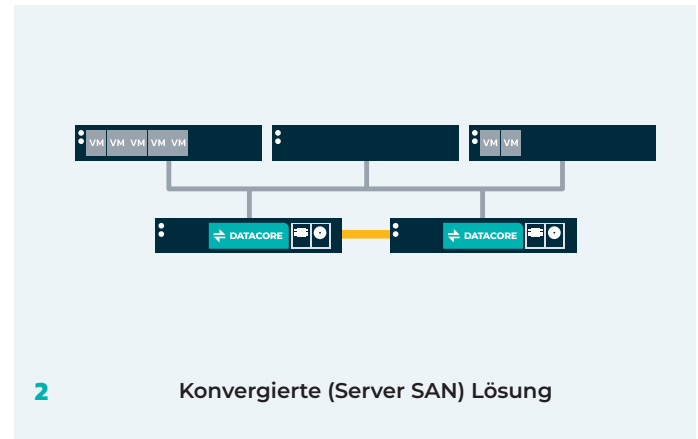 VM VM VM VM VM
VM VM
DATACORE
DATACORE
2
Konvergierte (Server SAN) Lösung